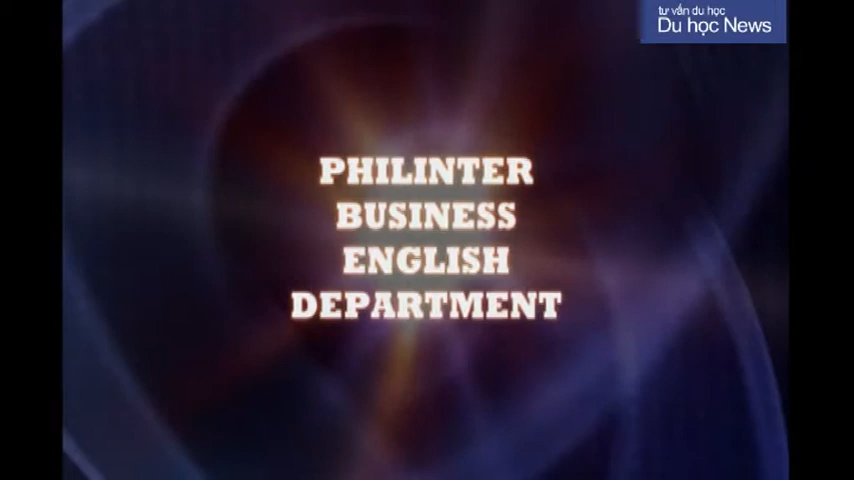 tư vấn du học
Du học News
PHILINTER
BUSINESS
ENGLISH
DEPARTMENT